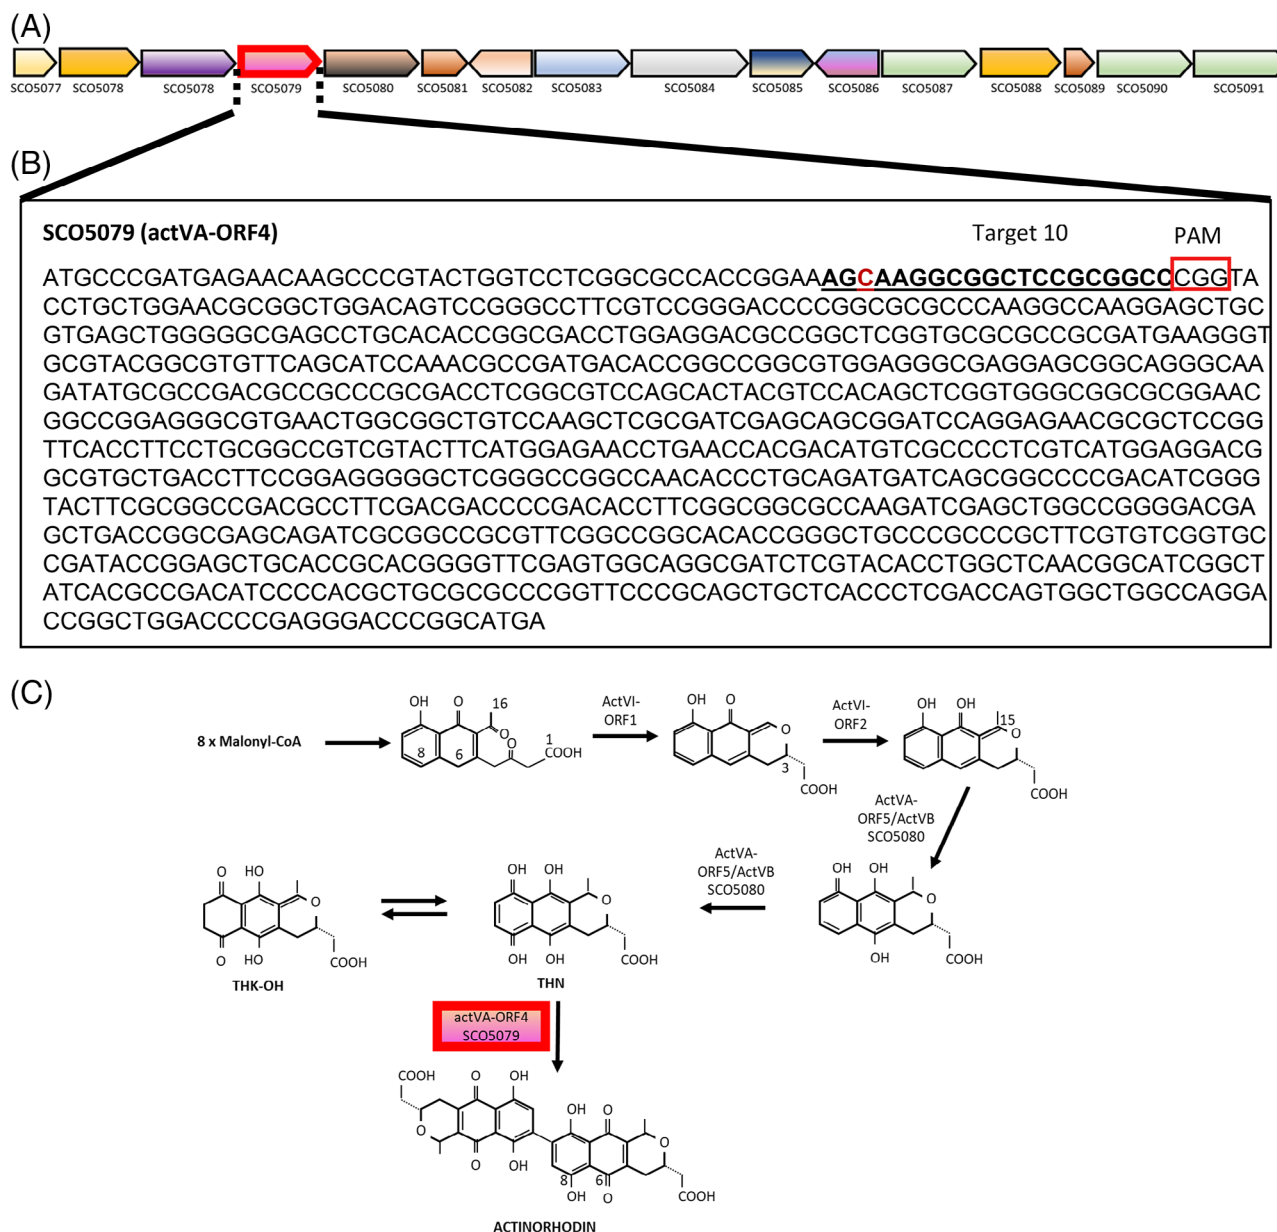 (A)
SCO5077 SCO5078 SCO5078 SCO5079 SCO5080 SCO5081 SCO5082 SCO5083 SCO5084 SCO5085 SCO5086 SCO5087 SCO5088 SCO5089 SCO5090 SCO5091
(B)
SCO5079 (actVA-ORF4) Target 10 PAM
ATGCCCGATGAGAACAAGCCCGTACTGGTCCTCGGCGCCACCGGAAAGCAAGGCGGCTCCGCGGCCCGGTA
CCTGCTGGAACGCGGCTGGACAGTCCGGGCCTTCGTCCGGGACCCCGGCGCGCCCAAGGCCAAGGAGCTGC
GTGAGCTGGGGGCGAGCCTGCACACCGGCGACCTGGAGGACGCCGGCTCGGTGCGCGCCGCGATGAAGGGT
GCGTACGGCGTGTTCAGCATCCAAACGCCGATGACACCGGCCGGCGTGGAGGGCGAGGAGCGGCAGGGCAA
GATATGCGCCGACGCCGCCCGCGACCTCGGCGTCCAGCACTACGTCCACAGCTCGGTGGGCGGCGCGGAAC
GGCCGGAGGGCGTGAACTGGCGGCTGTCCAAGCTCGCGATCGAGCAGCGGATCCAGGAGAACGCGCTCCGG
TTCACCTTCCTGCGGCCGTCGTACTTCATGGAGAACCTGAACCACGACATGTCGCCCCTCGTCATGGAGGACG
GCGTGCTGACCTTCCGGAGGGGGCTCGGGCCGGCCAACACCCTGCAGATGATCAGCGGCCCCGACATCGGG
TACTTCGCGGCCGACGCCTTCGACGACCCCGACACCTTCGGCGGCGCCAAGATCGAGCTGGCCGGGGACGA
GCTGACCGGCGAGCAGATCGCGGCCGCGTTCGGCCGGCACACCGGGCTGCCCGCCCGCTTCGTGTCGGTGC
CGATACCGGAGCTGCACCGCACGGGGTTCGAGTGGCAGGCGATCTCGTACACCTGGCTCAACGGCATCGGCT
ATCACGCCGACATCCCCACGCTGCGCGCCCGGTTCCCGCAGCTGCTCACCCTCGACCAGTGGCTGGCCAGGA
CCGGCTGGACCCCGAGGGACCCGGCATGA
(C)
8 x Malonyl-CoA
OH O 16 O O 1 COOH 8 6
ActVI-
ORF1
OH O O 3 COOH
ActVI-
ORF2
OH OH 15 O COOH
ActVA-
ORF5/ActVB
SCO5080
OH OH O OH COOH
ActVA-
ORF5/ActVB
SCO5080
OH OH O OH OH COOH
THN
O HO O O HO COOH
THK-OH
actVA-ORF4
SCO5079
COOH O OH O O OH
OH O O 8 6 OH O COOH
ACTINORHODIN